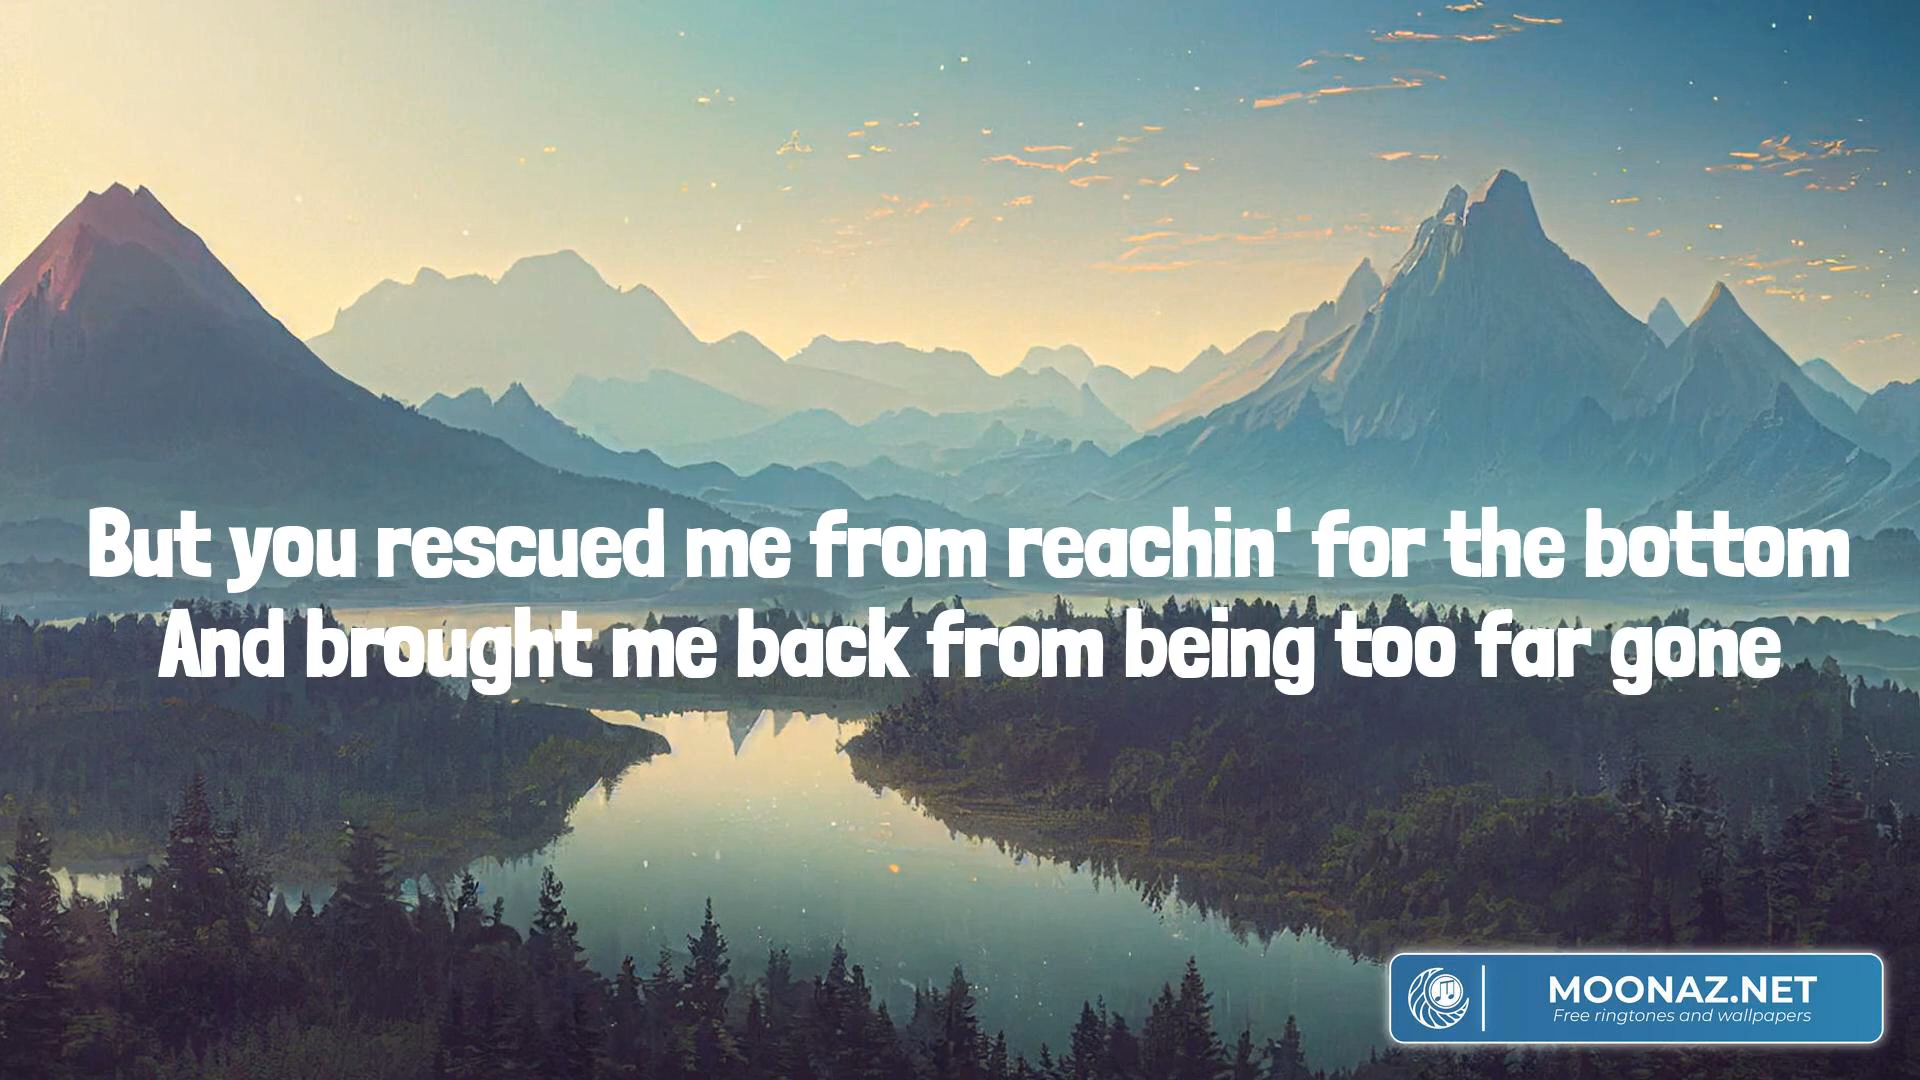 But you rescued me from reachin' for the bottom
And brought me back from being too far gone
MOONAZ.NET
Free ringtones and wallpapers